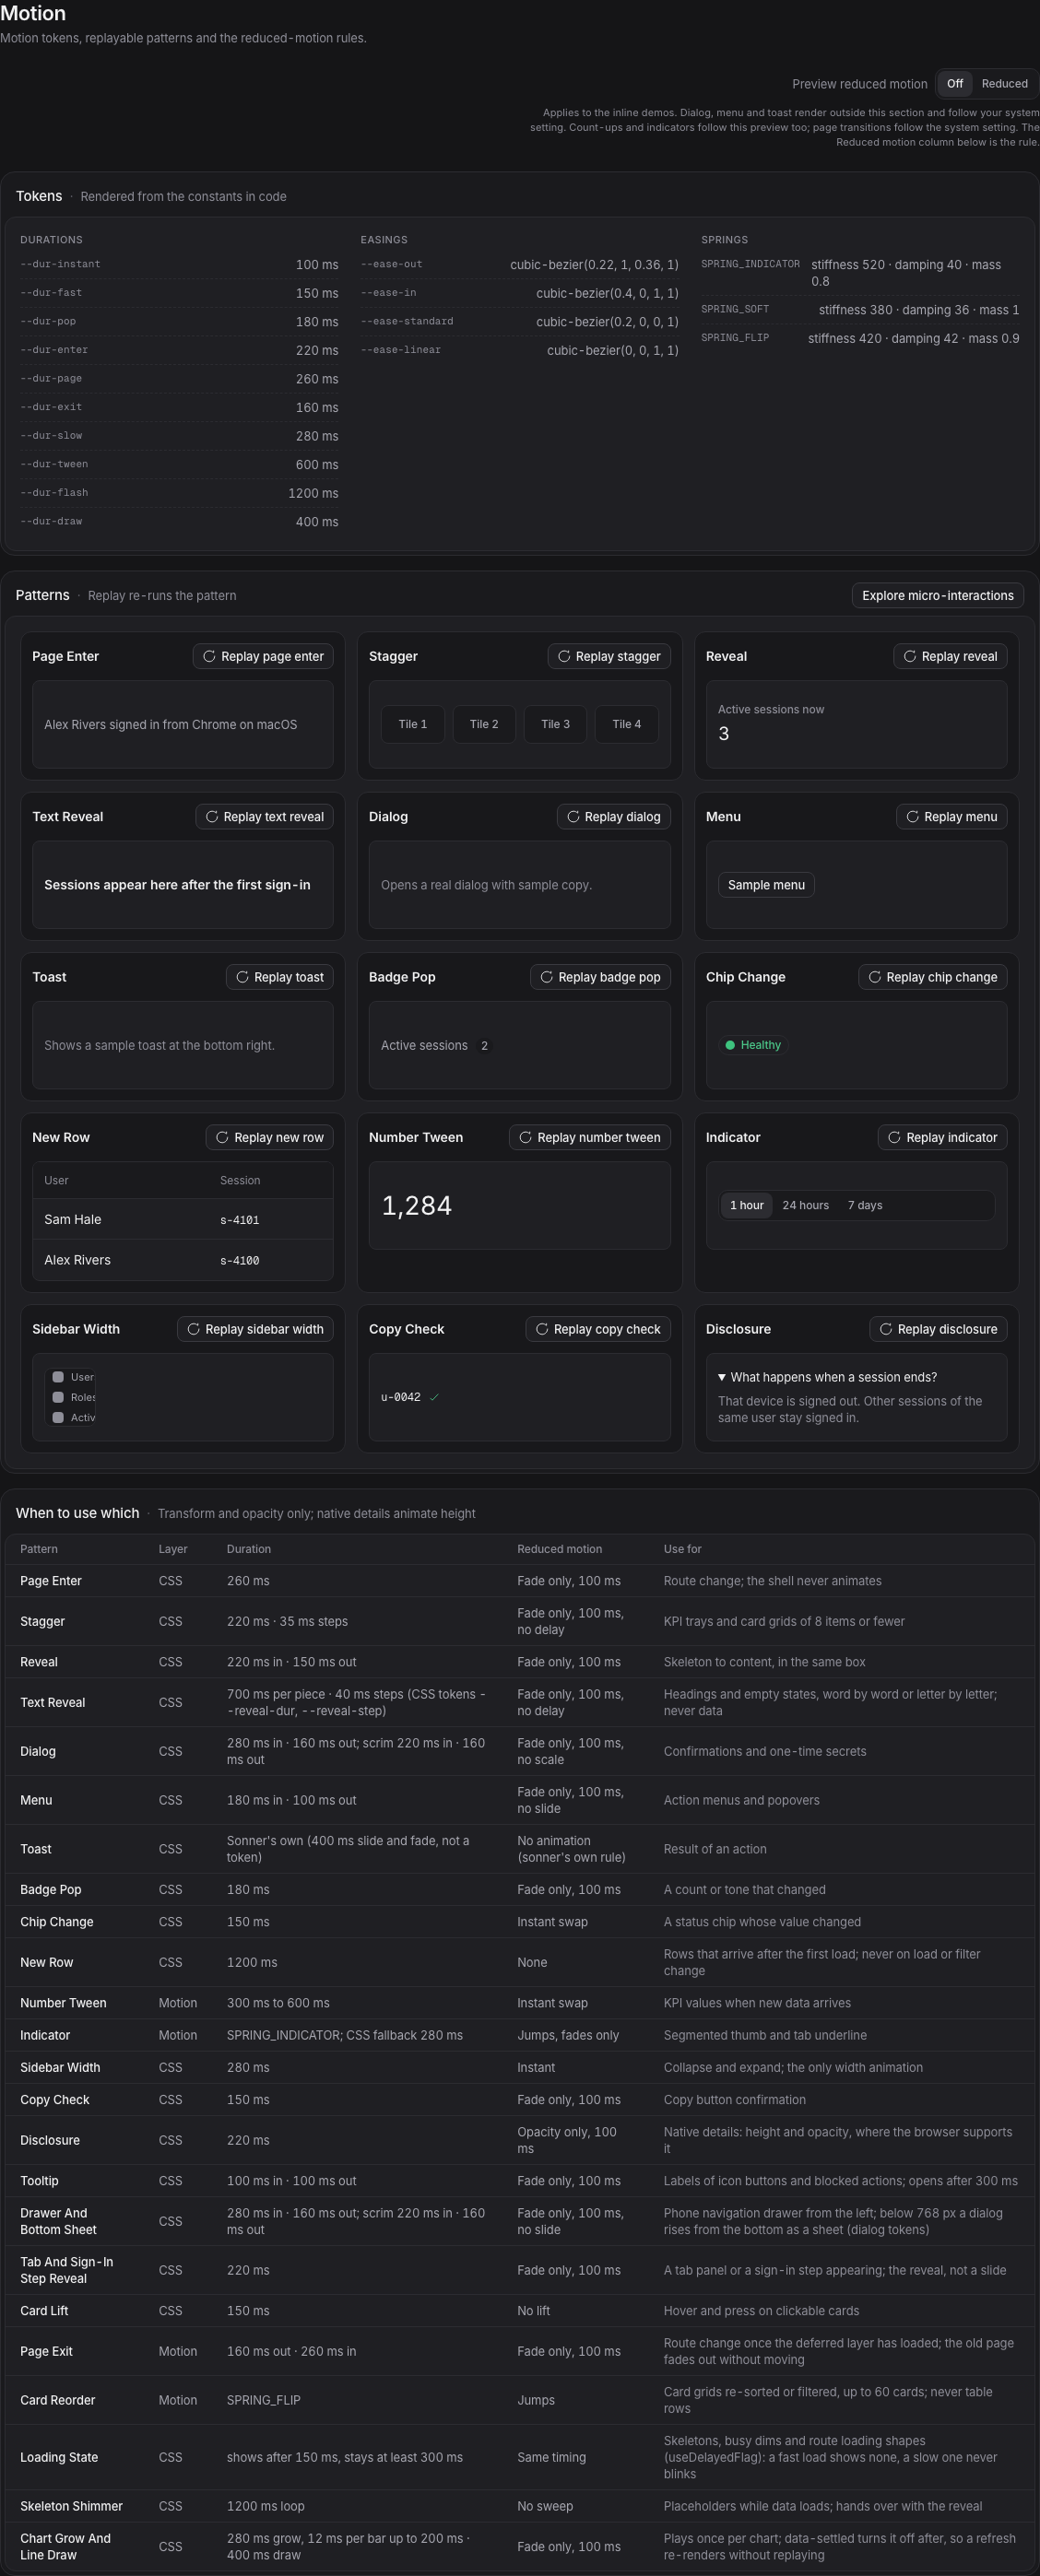 Motion
Motion tokens, replayable patterns and the reduced-motion rules.
Preview reduced motion Off Reduced
Applies to the inline demos. Dialog, menu and toast render outside this section and follow your system
setting. Count-ups and indicators follow this preview too; page transitions follow the system setting. The
Reduced motion column below is the rule.
Tokens · Rendered from the constants in code
DURATIONS
--dur-instant 100 ms
--dur-fast 150 ms
--dur-pop 180 ms
--dur-enter 220 ms
--dur-page 260 ms
--dur-exit 160 ms
--dur-slow 280 ms
--dur-tween 600 ms
--dur-flash 1200 ms
--dur-draw 400 ms
EASINGS
--ease-out cubic-bezier(0.22, 1, 0.36, 1)
--ease-in cubic-bezier(0.4, 0, 1, 1)
--ease-standard cubic-bezier(0.2, 0, 0, 1)
--ease-linear cubic-bezier(0, 0, 1, 1)
SPRINGS
SPRING_INDICATOR stiffness 520 · damping 40 · mass
0.8
SPRING_SOFT stiffness 380 · damping 36 · mass 1
SPRING_FLIP stiffness 420 · damping 42 · mass 0.9
Patterns · Replay re-runs the pattern
Explore micro-interactions
Page Enter Replay page enter
Alex Rivers signed in from Chrome on macOS
Stagger Replay stagger
Tile 1 Tile 2 Tile 3 Tile 4
Reveal Replay reveal
Active sessions now
3
Text Reveal Replay text reveal
Sessions appear here after the first sign-in
Dialog Replay dialog
Opens a real dialog with sample copy.
Menu Replay menu
Sample menu
Toast Replay toast
Shows a sample toast at the bottom right.
Badge Pop Replay badge pop
Active sessions 2
Chip Change Replay chip change
Healthy
New Row Replay new row
User Session
Sam Hale s-4101
Alex Rivers s-4100
Number Tween Replay number tween
1,284
Indicator Replay indicator
1 hour 24 hours 7 days
Sidebar Width Replay sidebar width
User
Roles
Activ
Copy Check Replay copy check
u-0042
Disclosure Replay disclosure
What happens when a session ends?
That device is signed out. Other sessions of the
same user stay signed in.
When to use which · Transform and opacity only; native details animate height
Pattern Layer Duration Reduced motion Use for
Page Enter CSS 260 ms Fade only, 100 ms Route change; the shell never animates
Stagger CSS 220 ms · 35 ms steps Fade only, 100 ms,
no delay KPI trays and card grids of 8 items or fewer
Reveal CSS 220 ms in · 150 ms out Fade only, 100 ms Skeleton to content, in the same box
Text Reveal CSS 700 ms per piece · 40 ms steps (CSS tokens -
-reveal-dur, --reveal-step) Fade only, 100 ms,
no delay Headings and empty states, word by word or letter by letter;
never data
Dialog CSS 280 ms in · 160 ms out; scrim 220 ms in · 160
ms out Fade only, 100 ms,
no scale Confirmations and one-time secrets
Menu CSS 180 ms in · 100 ms out Fade only, 100 ms,
no slide Action menus and popovers
Toast CSS Sonner's own (400 ms slide and fade, not a
token) No animation
(sonner's own rule) Result of an action
Badge Pop CSS 180 ms Fade only, 100 ms A count or tone that changed
Chip Change CSS 150 ms Instant swap A status chip whose value changed
New Row CSS 1200 ms None Rows that arrive after the first load; never on load or filter
change
Number Tween Motion 300 ms to 600 ms Instant swap KPI values when new data arrives
Indicator Motion SPRING_INDICATOR; CSS fallback 280 ms Jumps, fades only Segmented thumb and tab underline
Sidebar Width CSS 280 ms Instant Collapse and expand; the only width animation
Copy Check CSS 150 ms Fade only, 100 ms Copy button confirmation
Disclosure CSS 220 ms Opacity only, 100
ms Native details: height and opacity, where the browser supports
it
Tooltip CSS 100 ms in · 100 ms out Fade only, 100 ms Labels of icon buttons and blocked actions; opens after 300 ms
Drawer And
Bottom Sheet CSS 280 ms in · 160 ms out; scrim 220 ms in · 160
ms out Fade only, 100 ms,
no slide Phone navigation drawer from the left; below 768 px a dialog
rises from the bottom as a sheet (dialog tokens)
Tab And Sign-In
Step Reveal CSS 220 ms Fade only, 100 ms A tab panel or a sign-in step appearing; the reveal, not a slide
Card Lift CSS 150 ms No lift Hover and press on clickable cards
Page Exit Motion 160 ms out · 260 ms in Fade only, 100 ms Route change once the deferred layer has loaded; the old page
fades out without moving
Card Reorder Motion SPRING_FLIP Jumps Card grids re-sorted or filtered, up to 60 cards; never table
rows
Loading State CSS shows after 150 ms, stays at least 300 ms Same timing Skeletons, busy dims and route loading shapes
(useDelayedFlag): a fast load shows none, a slow one never
blinks
Skeleton Shimmer CSS 1200 ms loop No sweep Placeholders while data loads; hands over with the reveal
Chart Grow And
Line Draw CSS 280 ms grow, 12 ms per bar up to 200 ms ·
400 ms draw Fade only, 100 ms Plays once per chart; data-settled turns it off after, so a refresh
re-renders without replaying